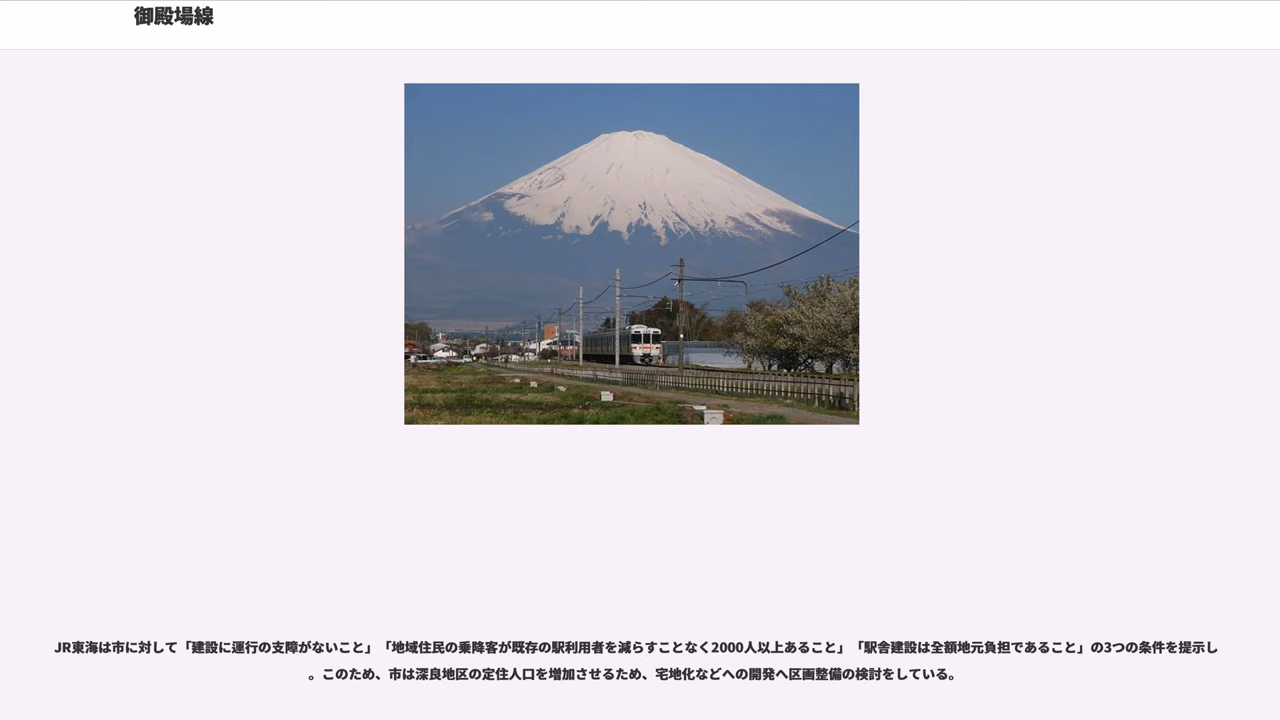 御殿場線
JR東海は市に対して「建設に運行の支障がないこと」「地域住民の乗降客が既存の駅利用者を減らすことなく2000人以上あること」「駅舎建設は全額地元負担であること」の3つの条件を提示し
。このため、市は深良地区の定住人口を増加させるため、宅地化などへの開発へ区画整備の検討をしている。